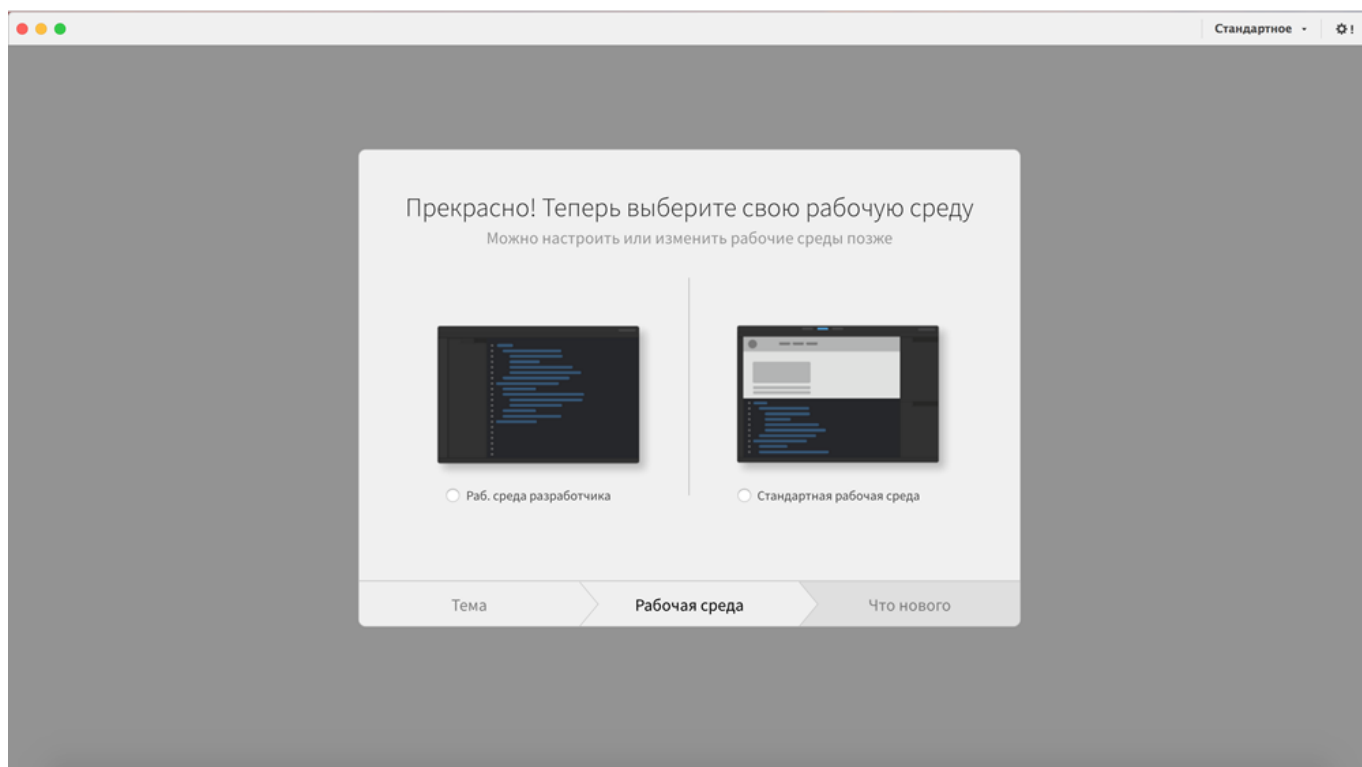 Стандартное
!
Прекрасно! Теперь выберите свою рабочую среду
Можно настроить или изменить рабочие среды позже
Раб. среда разработчика
Стандартная рабочая среда
Тема
Рабочая среда
Что нового